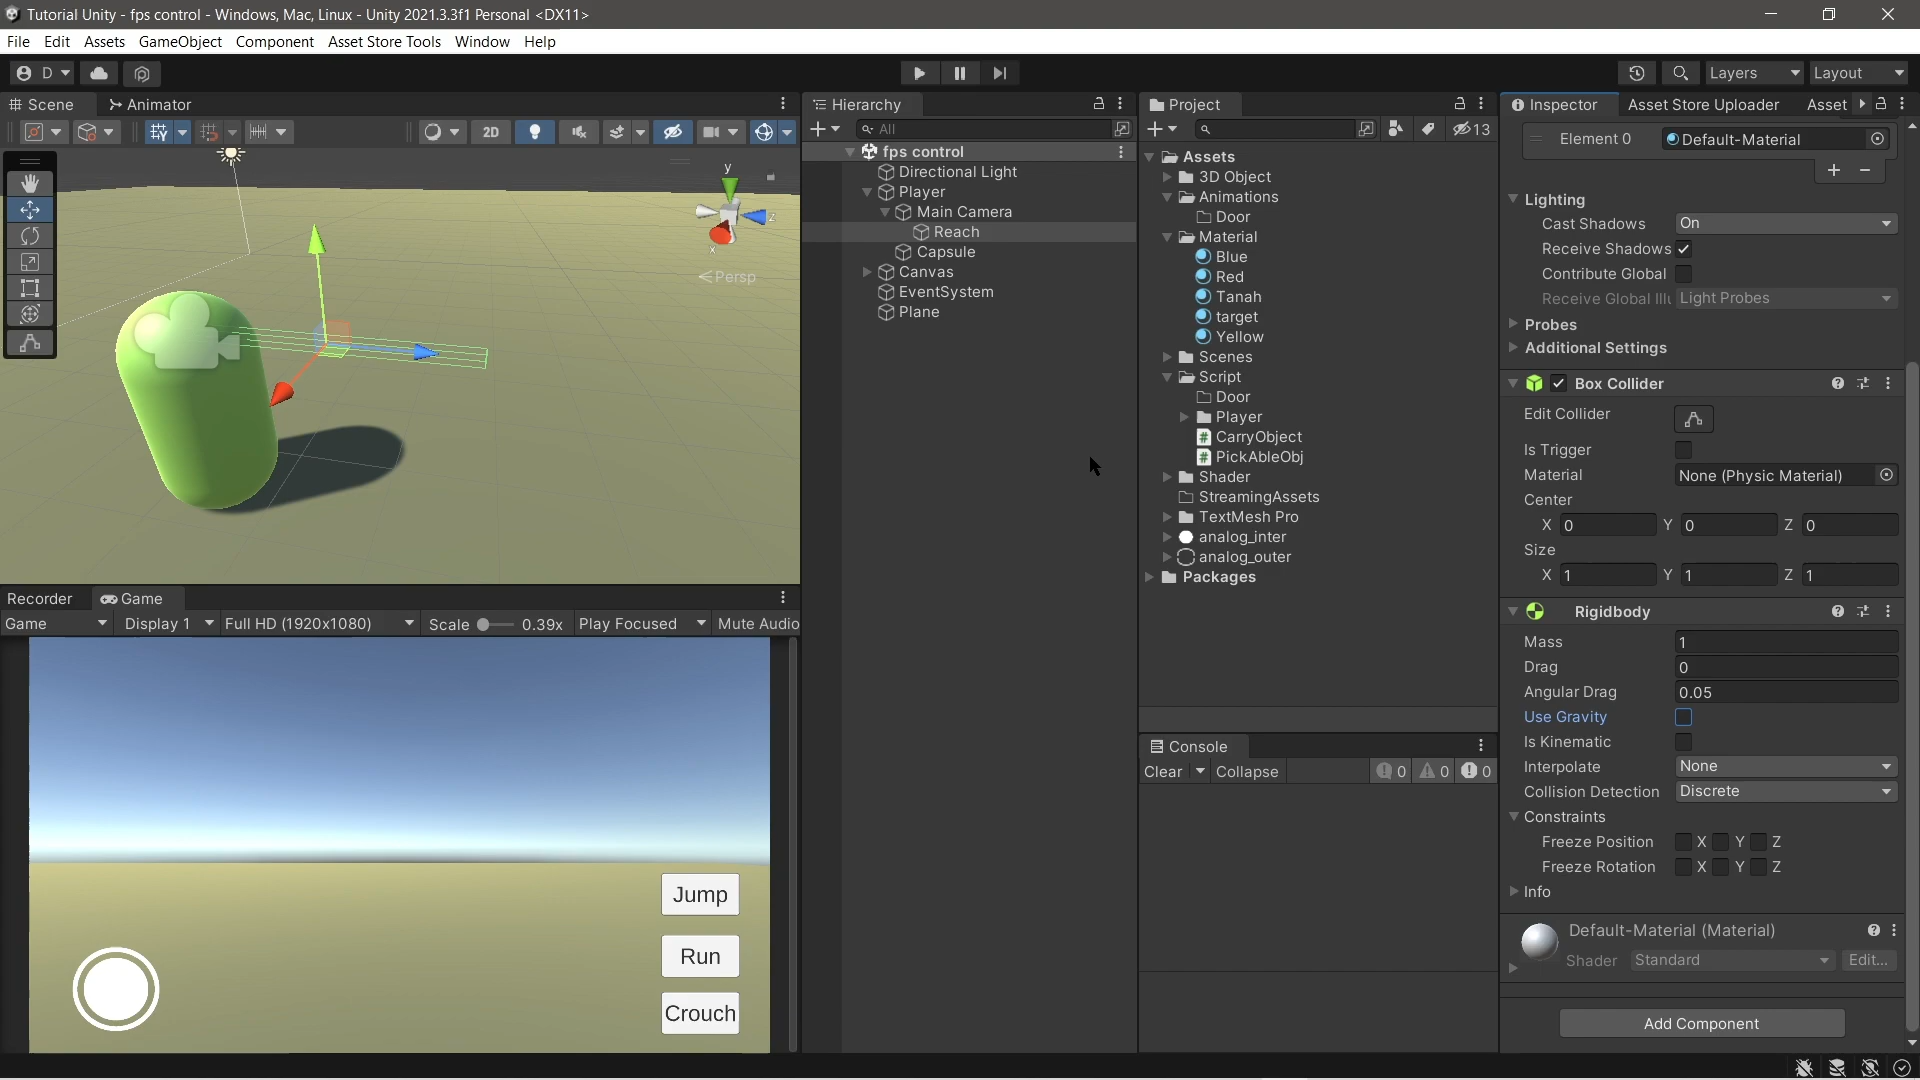 Tutorial Unity - fps control - Windows, Mac, Linux - Unity 2021.3.3f1 Personal <DX11>
File Edit Assets GameObject Component Asset Store Tools Window Help
D Layers Layout
Scene Animator
2D
y
z
x
Persp
Recorder Game
Game Display 1 Full HD (1920x1080) Scale 0.39x Play Focused Mute Audio
Jump
Run
Crouch
Hierarchy
All
fps control
Directional Light
Player
Main Camera
Reach
Capsule
Canvas
EventSystem
Plane
Project
13
Assets
3D Object
Animations
Door
Material
Blue
Red
Tanah
target
Yellow
Scenes
Script
Door
Player
CarryObject
PickAbleObj
Shader
StreamingAssets
TextMesh Pro
analog_inter
analog_outer
Packages
Console
Clear Collapse 0 0 0
Inspector Asset Store Uploader Asset
Element 0 Default-Material
Lighting
Cast Shadows On
Receive Shadows
Contribute Global
Receive Global Illu Light Probes
Probes
Additional Settings
Box Collider
Edit Collider
Is Trigger
Material None (Physic Material)
Center
X 0 Y 0 Z 0
Size
X 1 Y 1 Z 1
Rigidbody
Mass 1
Drag 0
Angular Drag 0.05
Use Gravity
Is Kinematic
Interpolate None
Collision Detection Discrete
Constraints
Freeze Position X Y Z
Freeze Rotation X Y Z
Info
Default-Material (Material)
Shader Standard Edit...
Add Component